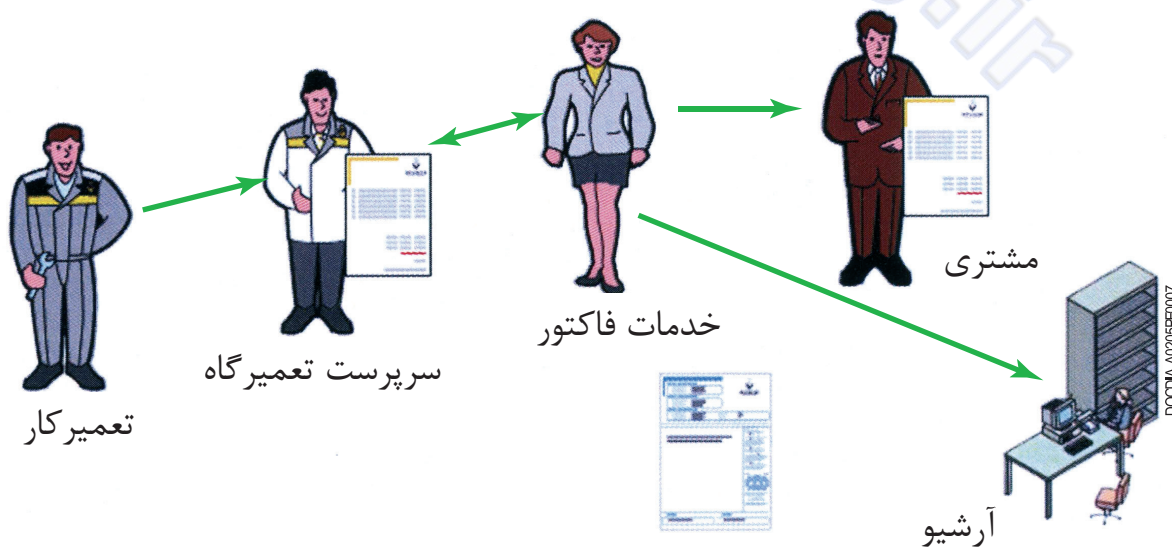 مشتری
خدمات فاکتور
سرپرست تعمیرگاه
تعمیرکار
آرشیو